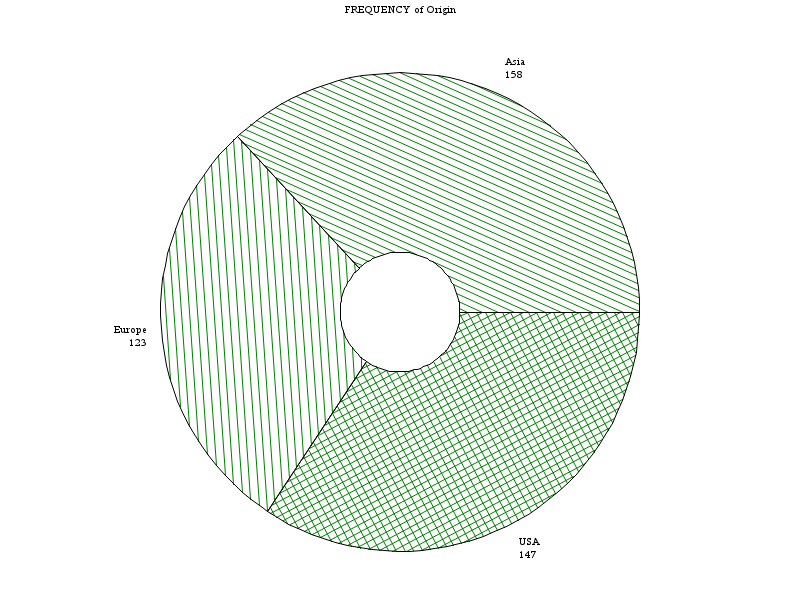 FREQUENCY of Origin
Asia
158
Europe
123
USA
147